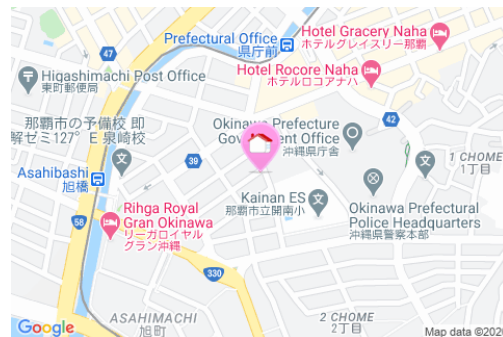 Hotel Gracery Naha
ホテルグレイスリー那覇
Prefectural Office
県庁前
47
Higashimachi Post Office
東町郵便局
Hotel Rocore Naha
ホテルロコアナハ
那覇市の予備校 即
解ゼミ127°E 泉崎校
Okinawa Prefecture
Government Office
沖縄県庁舎
42
39
1 CHOME
1丁目
Asahibashi
旭橋
Kainan ES
那覇市立開南小
Okinawa Prefectural
Police Headquarters
沖縄県警察本部
Rihga Royal
Gran Okinawa
リーガロイヤル
グラン沖縄
58
330
ASAHIMACHI
旭町
2 CHOME
2丁目
Google
Map data ©202